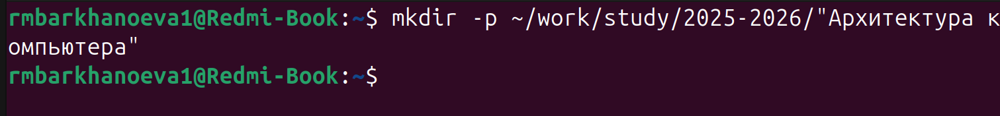 rmbarkhanoeva1@Redmi-Book:~$ mkdir -p ~/work/study/2025-2026/"Архитектура к
омпьютера"
rmbarkhanoeva1@Redmi-Book:~$